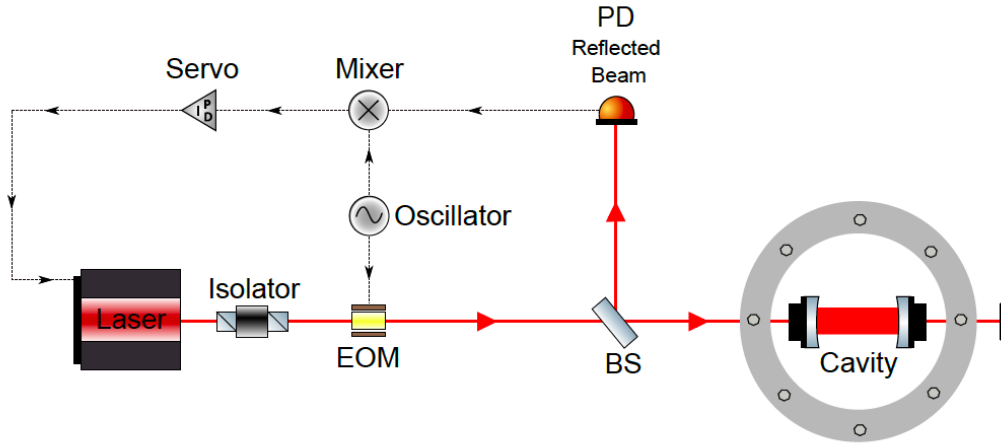 PD
Reflected
Beam
Servo
Mixer
P
I
D
Oscillator
Isolator
Laser
EOM
BS
Cavity